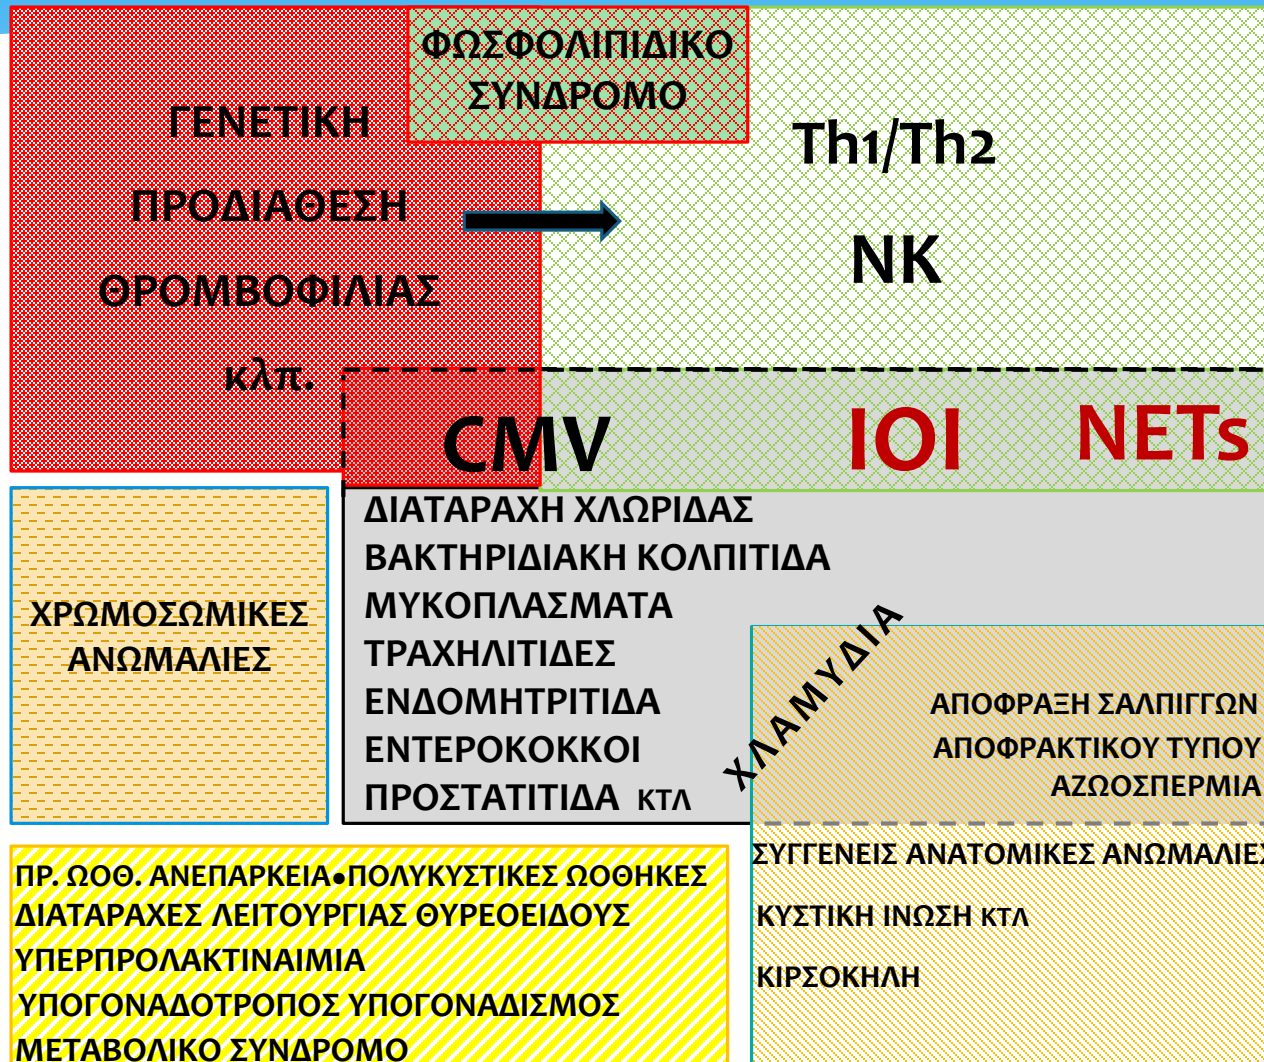 ΦΩΣΦΟΛΙΠΙΔΙΚΟ
ΣΥΝΔΡΟΜΟ
ΓΕΝΕΤΙΚΗ
ΠΡΟΔΙΑΘΕΣΗ
ΘΡΟΜΒΟΦΙΛΙΑΣ
κλπ.
Th1/Th2
NK
CMV
ΙΟΙ
NETs
ΔΙΑΤΑΡΑΧΗ ΧΛΩΡΙΔΑΣ
ΒΑΚΤΗΡΙΔΙΑΚΗ ΚΟΛΠΙΤΙΔΑ
ΜΥΚΟΠΛΑΣΜΑΤΑ
ΤΡΑΧΗΛΙΤΙΔΕΣ
ΕΝΔΟΜΗΤΡΙΤΙΔΑ
ΕΝΤΕΡΟΚΟΚΚΟΙ
ΠΡΟΣΤΑΤΙΤΙΔΑ ΚΤΛ
ΧΡΩΜΟΣΩΜΙΚΕΣ
ΑΝΩΜΑΛΙΕΣ
ΧΛΑΜΥΔΙΑ
ΑΠΟΦΡΑΞΗ ΣΑΛΠΙΓΓΩΝ
ΑΠΟΦΡΑΚΤΙΚΟΥ ΤΥΠΟΥ
ΑΖΩΟΣΠΕΡΜΙΑ
ΣΥΓΓΕΝΕΙΣ ΑΝΑΤΟΜΙΚΕΣ ΑΝΩΜΑΛΙΕΣ
ΚΥΣΤΙΚΗ ΙΝΩΣΗ ΚΤΛ
ΚΙΡΣΟΚΗΛΗ
ΠΡ. ΩΟΘ. ΑΝΕΠΑΡΚΕΙΑ•ΠΟΛΥΚΥΣΤΙΚΕΣ ΩΟΘΗΚΕΣ
ΔΙΑΤΑΡΑΧΕΣ ΛΕΙΤΟΥΡΓΙΑΣ ΘΥΡΕΟΕΙΔΟΥΣ
ΥΠΕΡΠΡΟΛΑΚΤΙΝΑΙΜΙΑ
ΥΠΟΓΟΝΑΔΟΤΡΟΠΟΣ ΥΠΟΓΟΝΑΔΙΣΜΟΣ
ΜΕΤΑΒΟΛΙΚΟ ΣΥΝΔΡΟΜΟ